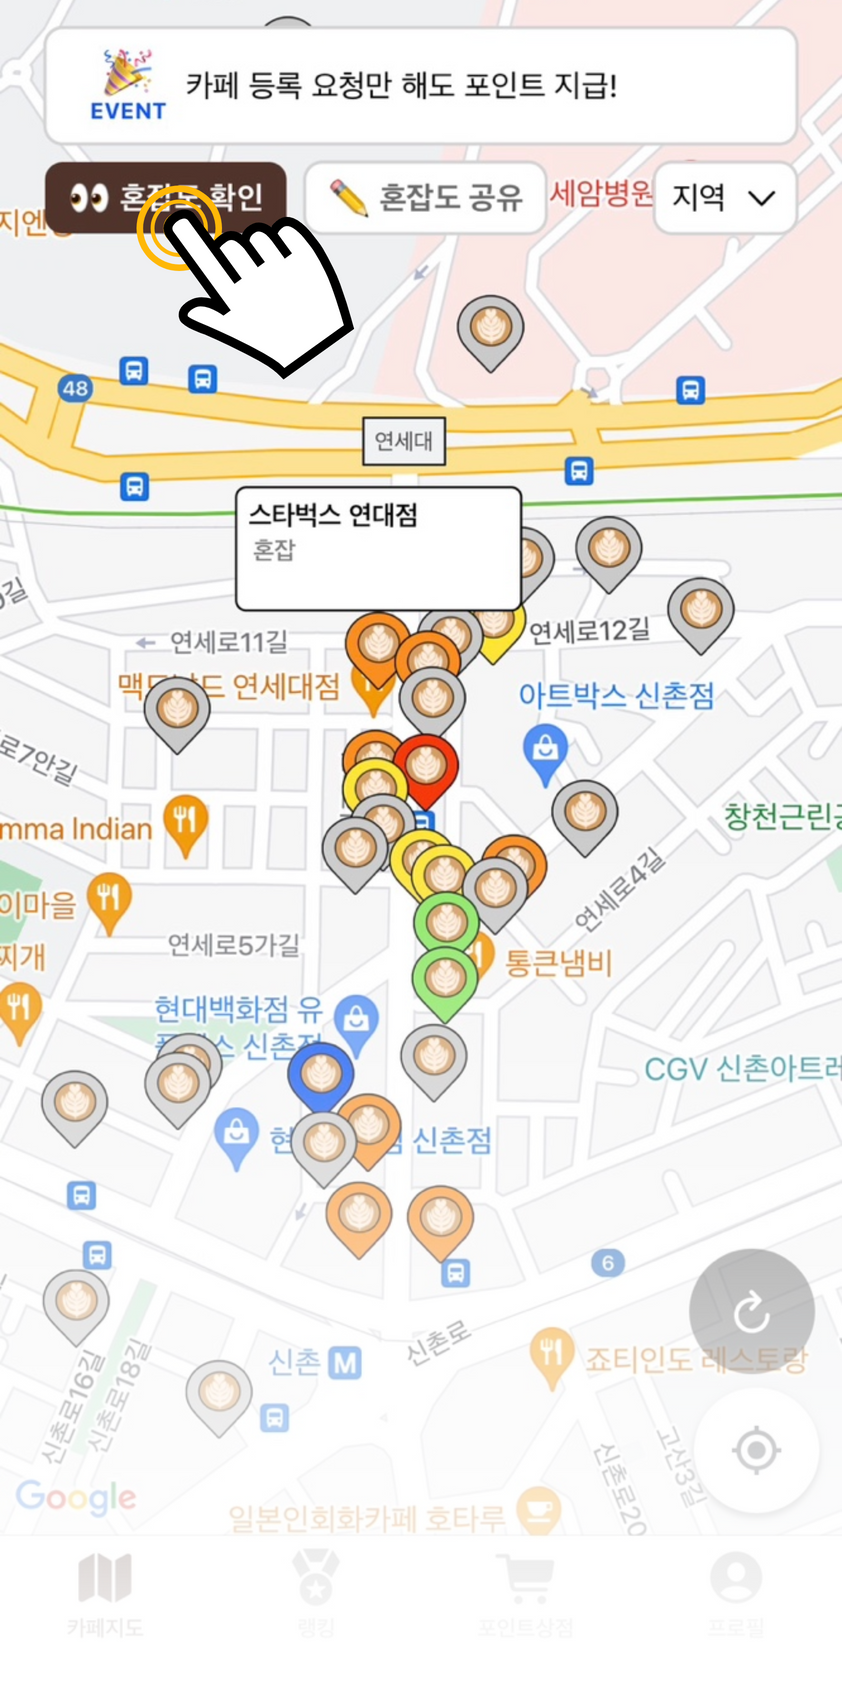 EVENT
카페 등록 요청만 해도 포인트 지급!
혼잡도 확인
혼잡도 공유
세암병원
지역
지엔
48
연세대
스타벅스 연대점
혼잡
연세로11길
연세로12길
맥도날드 연세대점
아트박스 신촌점
로7안길
mma Indian
창천근린공
이마을
찌개
연세로4길
연세로5가길
통큰냄비
현대백화점 유
플렉스 신촌점
CGV 신촌아트레
현
신촌점
6
신촌로
신촌 M
죠티인도 레스토랑
신촌로16길
신촌로18길
신촌로20
고산3길
Google
일본인회화카페 호타루
카페지도
랭킹
포인트상점
프로필